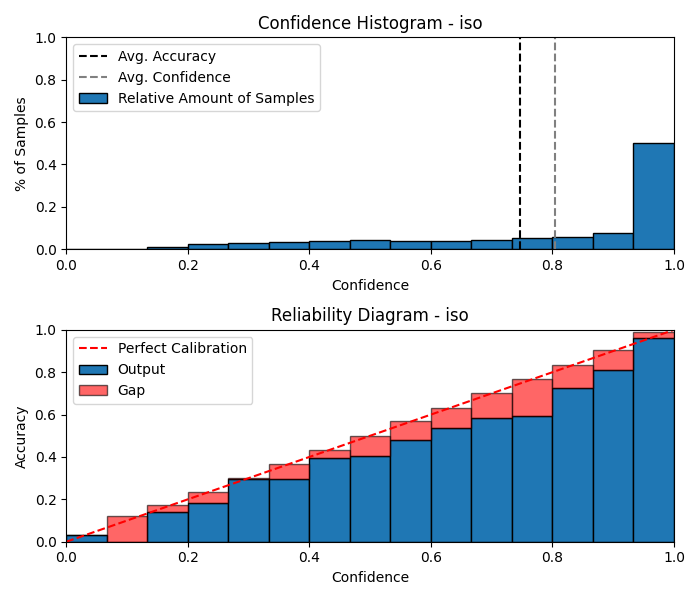 Confidence Histogram - iso
1.0
0.8
0.6
0.4
0.2
0.0
% of Samples
Avg. Accuracy
Avg. Confidence
Relative Amount of Samples
0.0 0.2 0.4 0.6 0.8 1.0
Confidence
Reliability Diagram - iso
1.0
0.8
0.6
0.4
0.2
0.0
Accuracy
Perfect Calibration
Output
Gap
0.0 0.2 0.4 0.6 0.8 1.0
Confidence